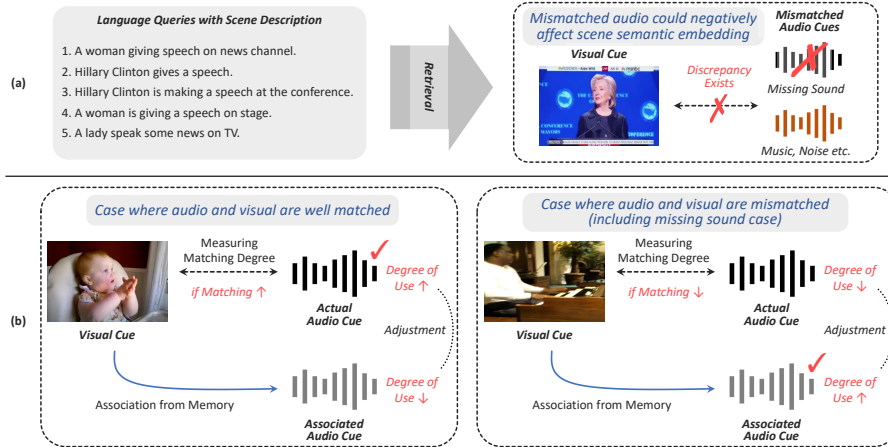 Language Queries with Scene Description
1. A woman giving speech on news channel.
2. Hillary Clinton gives a speech.
3. Hillary Clinton is making a speech at the conference.
4. A woman is giving a speech on stage.
5. A lady speak some news on TV.
(a)
Retrieval
Mismatched audio could negatively
affect scene semantic embedding
Visual Cue
CONFERENCE
Discrepancy
Exists
Mismatched
Audio Cues
Missing Sound
Music, Noise etc.
(b)
Case where audio and visual are well matched
Measuring
Matching Degree
if Matching ↑
Visual Cue
Actual
Audio Cue
Degree of
Use ↑
Adjustment
Association from Memory
Associated
Audio Cue
Degree of
Use ↓
Case where audio and visual are mismatched
(including missing sound case)
Measuring
Matching Degree
if Matching ↓
Visual Cue
Actual
Audio Cue
Degree of
Use ↓
Adjustment
Association from Memory
Associated
Audio Cue
Degree of
Use ↑